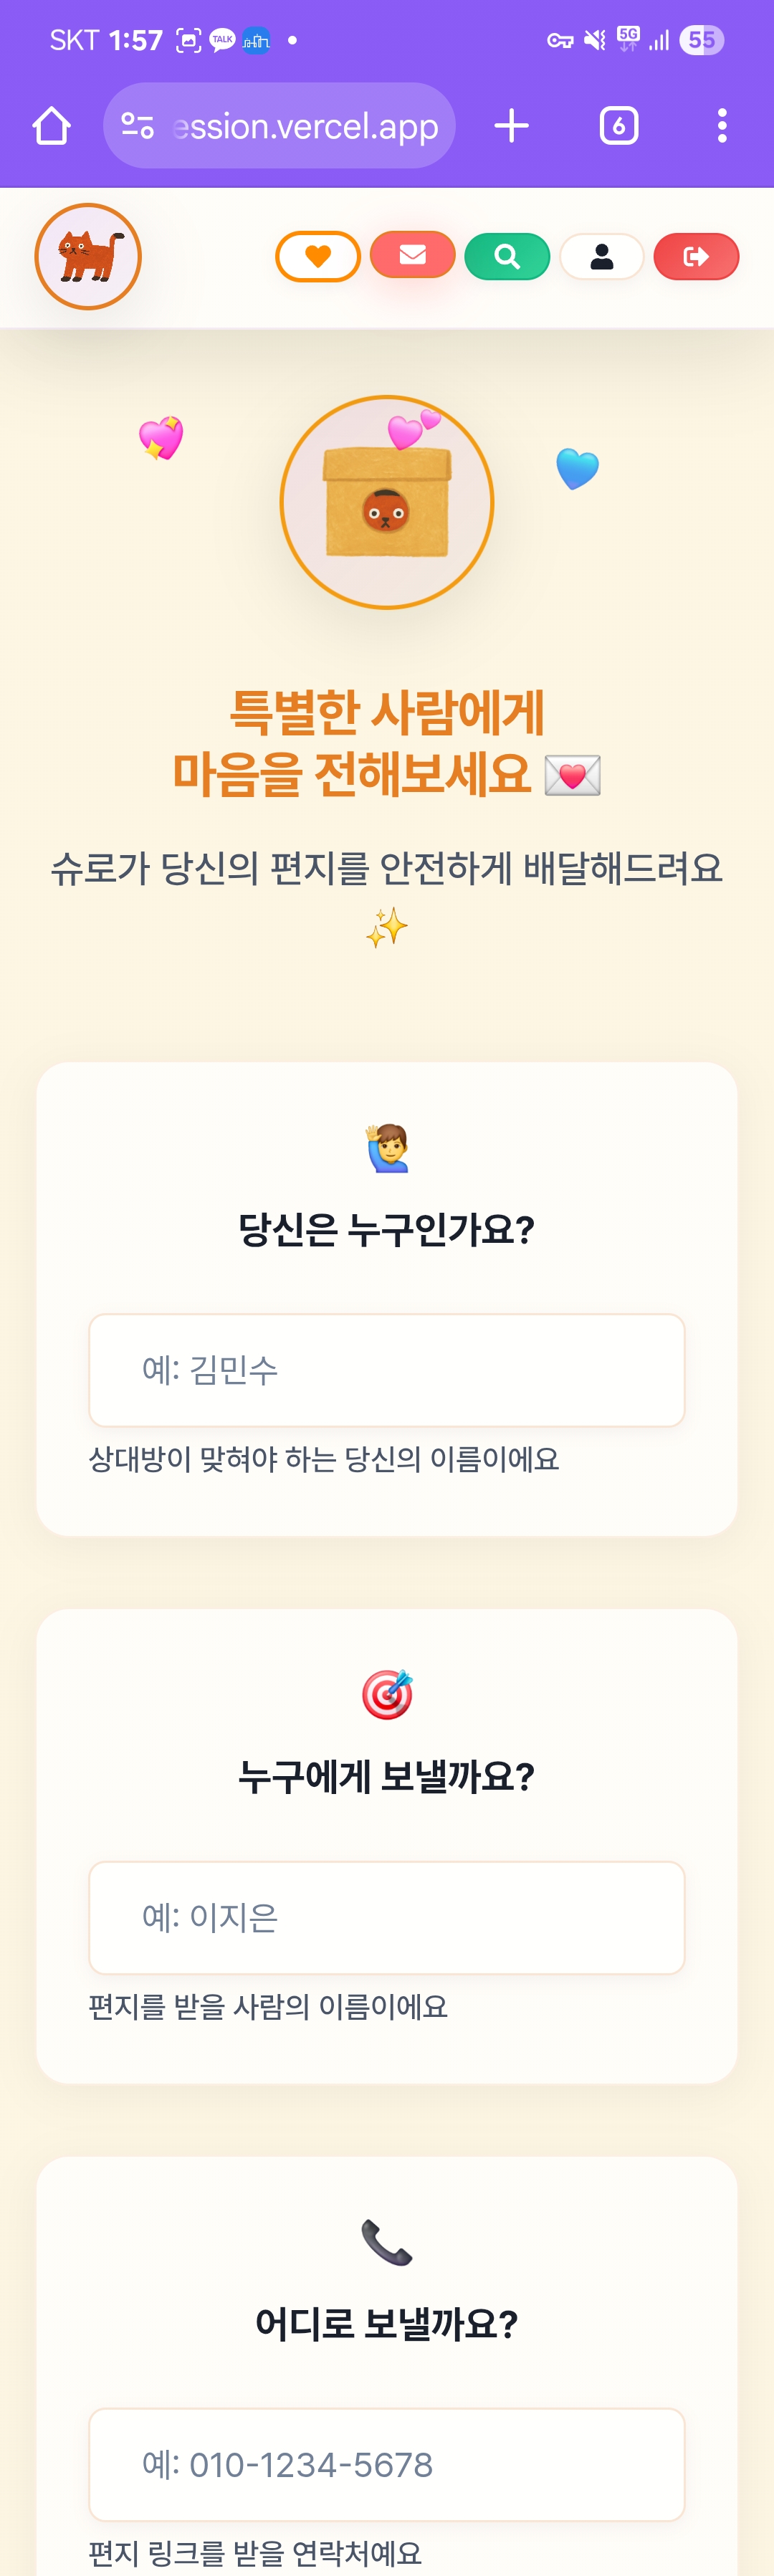 SKT 1:57 TALK 5G 55
ession.vercel.app 6
특별한 사람에게
마음을 전해보세요 💌
슈로가 당신의 편지를 안전하게 배달해드려요
✨
당신은 누구인가요?
예: 김민수
상대방이 맞혀야 하는 당신의 이름이에요
누구에게 보낼까요?
예: 이지은
편지를 받을 사람의 이름이에요
어디로 보낼까요?
예: 010-1234-5678
편지 링크를 받을 연락처예요